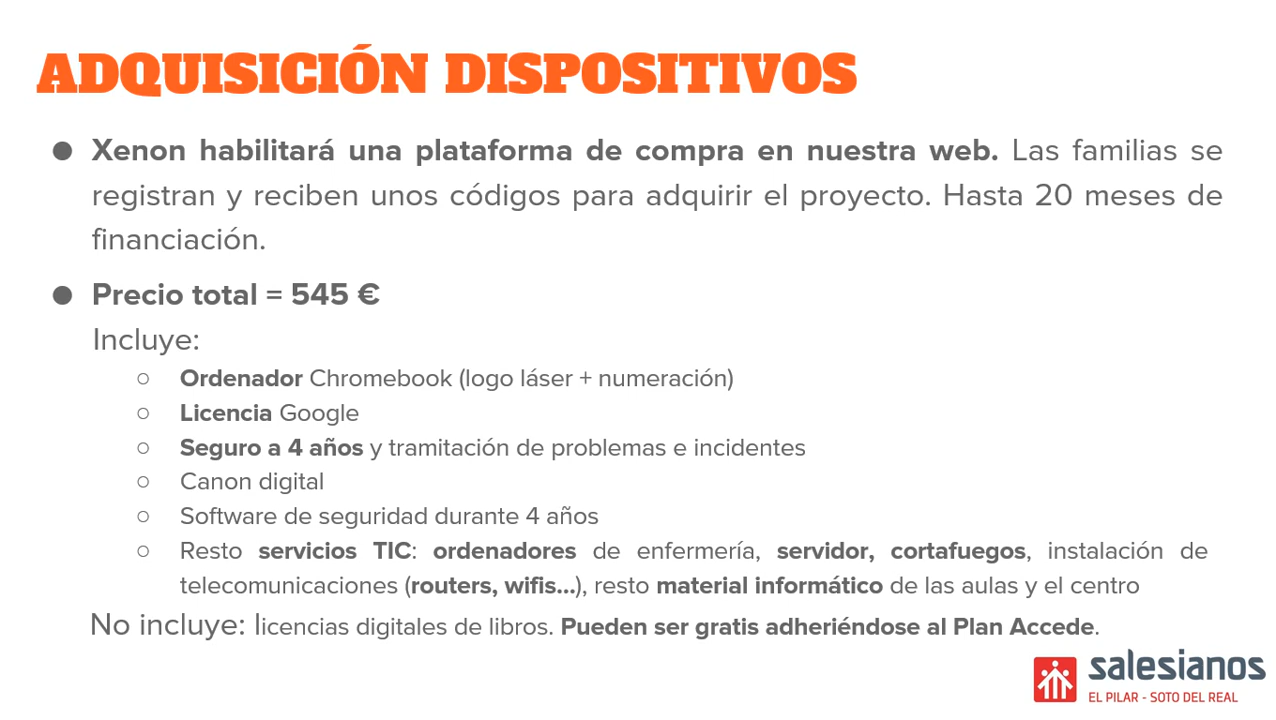 ADQUISICIÓN DISPOSITIVOS
● Xenon habilitará una plataforma de compra en nuestra web. Las familias se
registran y reciben unos códigos para adquirir el proyecto. Hasta 20 meses de
financiación.
● Precio total = 545 €
Incluye:
○ Ordenador Chromebook (logo láser + numeración)
○ Licencia Google
○ Seguro a 4 años y tramitación de problemas e incidentes
○ Canon digital
○ Software de seguridad durante 4 años
○ Resto servicios TIC: ordenadores de enfermería, servidor, cortafuegos, instalación de
telecomunicaciones (routers, wifis...), resto material informático de las aulas y el centro
No incluye: licencias digitales de libros. Pueden ser gratis adheriéndose al Plan Accede.
salesianos
EL PILAR - SOTO DEL REAL